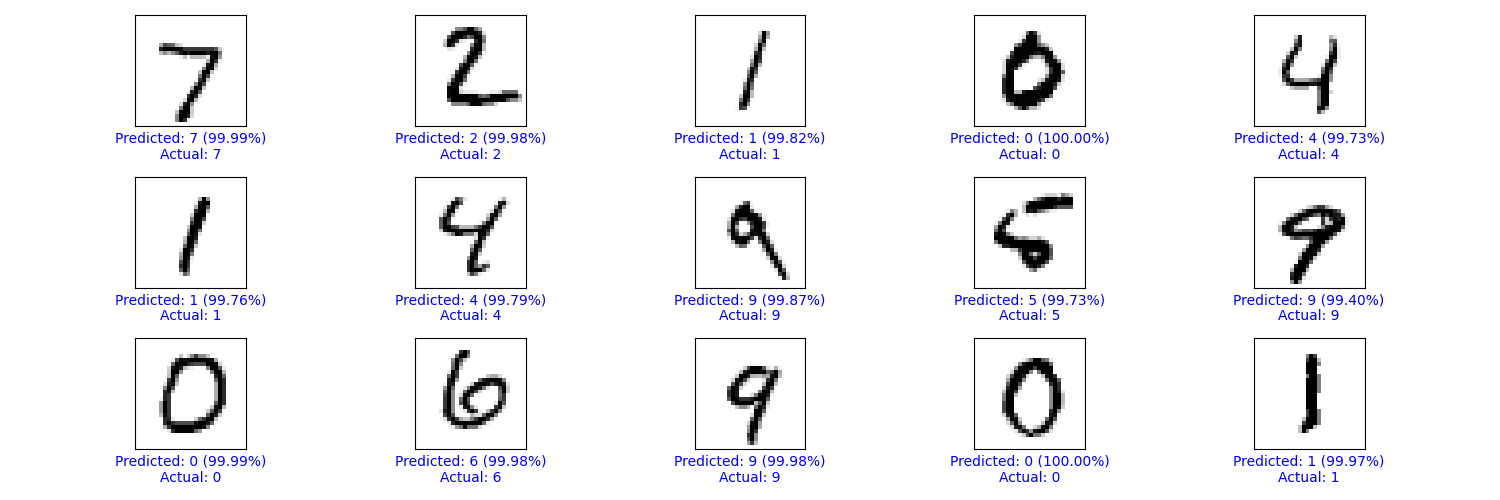 7 2 1 0 4
Predicted: 7 (99.99%) Predicted: 2 (99.98%) Predicted: 1 (99.82%) Predicted: 0 (100.00%) Predicted: 4 (99.73%)
Actual: 7 Actual: 2 Actual: 1 Actual: 0 Actual: 4
1 4 9 5 9
Predicted: 1 (99.76%) Predicted: 4 (99.79%) Predicted: 9 (99.87%) Predicted: 5 (99.73%) Predicted: 9 (99.40%)
Actual: 1 Actual: 4 Actual: 9 Actual: 5 Actual: 9
0 6 9 0 1
Predicted: 0 (99.99%) Predicted: 6 (99.98%) Predicted: 9 (99.98%) Predicted: 0 (100.00%) Predicted: 1 (99.97%)
Actual: 0 Actual: 6 Actual: 9 Actual: 0 Actual: 1